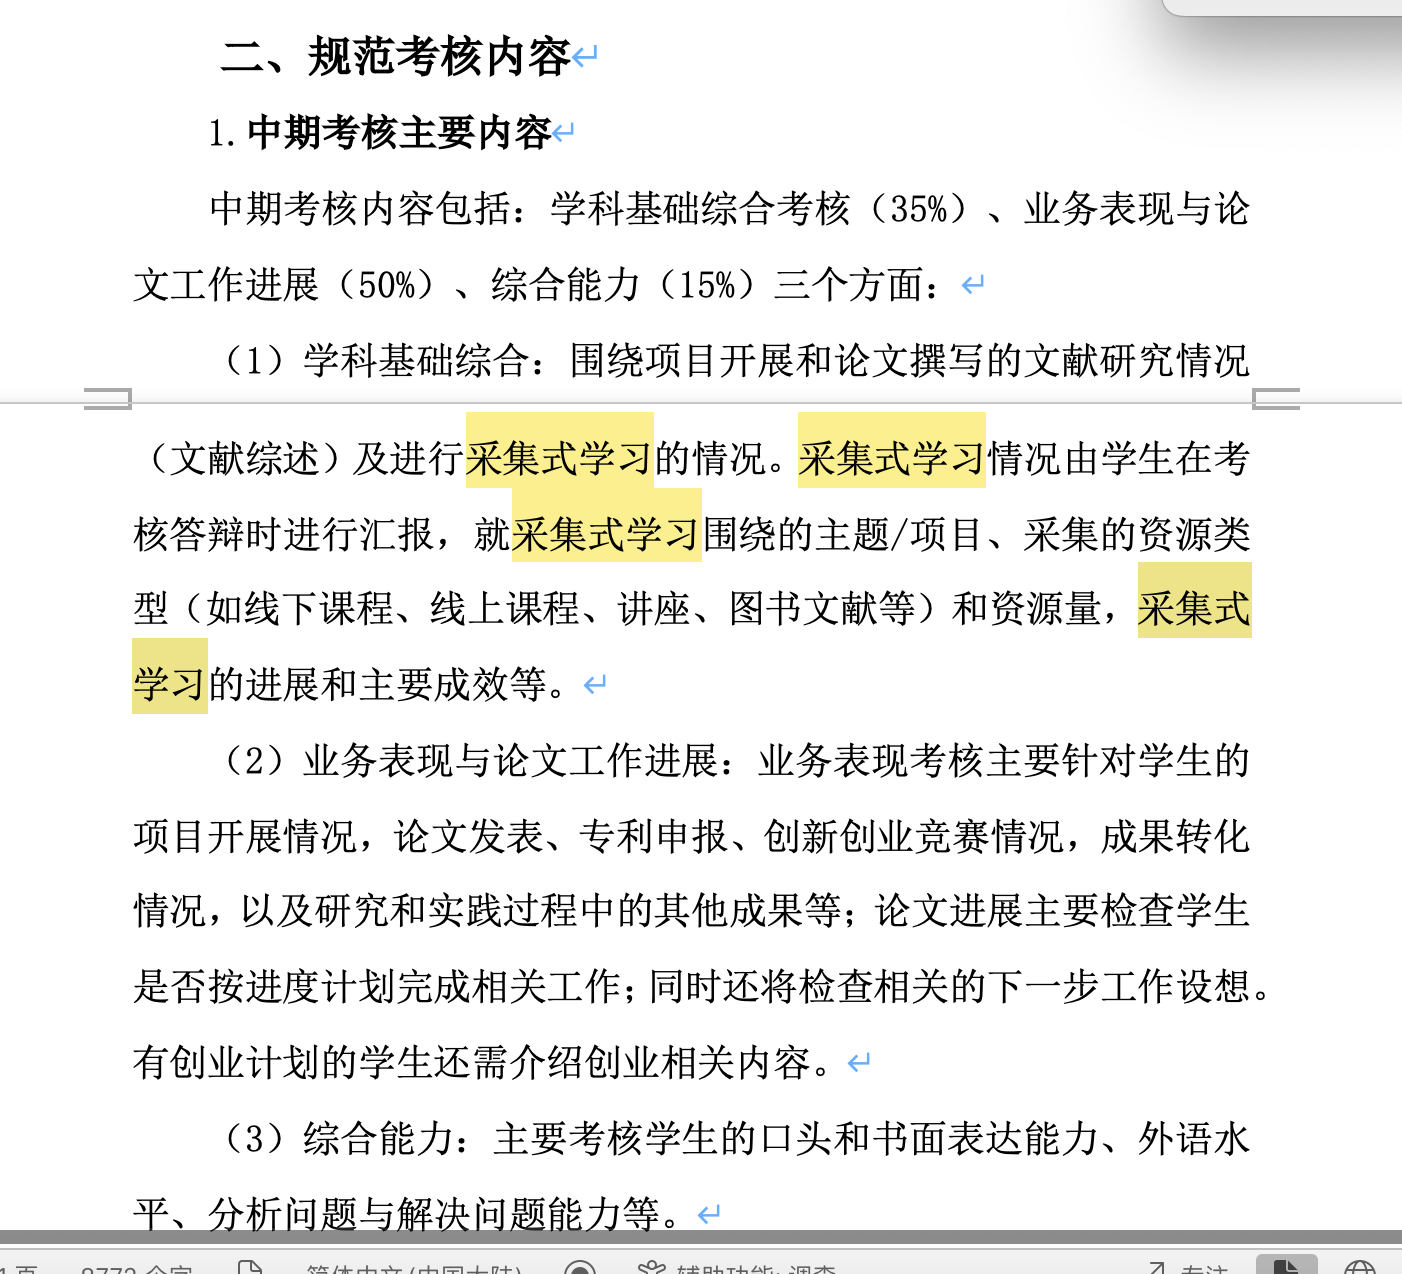 二、规范考核内容
1.中期考核主要内容
中期考核内容包括：学科基础综合考核（35%）、业务表现与论
文工作进展（50%）、综合能力（15%）三个方面：
（1）学科基础综合：围绕项目开展和论文撰写的文献研究情况
（文献综述）及进行采集式学习的情况。采集式学习情况由学生在考
核答辩时进行汇报，就采集式学习围绕的主题/项目、采集的资源类
型（如线下课程、线上课程、讲座、图书文献等）和资源量，采集式
学习的进展和主要成效等。
（2）业务表现与论文工作进展：业务表现考核主要针对学生的
项目开展情况，论文发表、专利申报、创新创业竞赛情况，成果转化
情况，以及研究和实践过程中的其他成果等；论文进展主要检查学生
是否按进度计划完成相关工作；同时还将检查相关的下一步工作设想。
有创业计划的学生还需介绍创业相关内容。
（3）综合能力：主要考核学生的口头和书面表达能力、外语水
平、分析问题与解决问题能力等。
简体中文(中国大陆) 辅助功能: 调查 专注